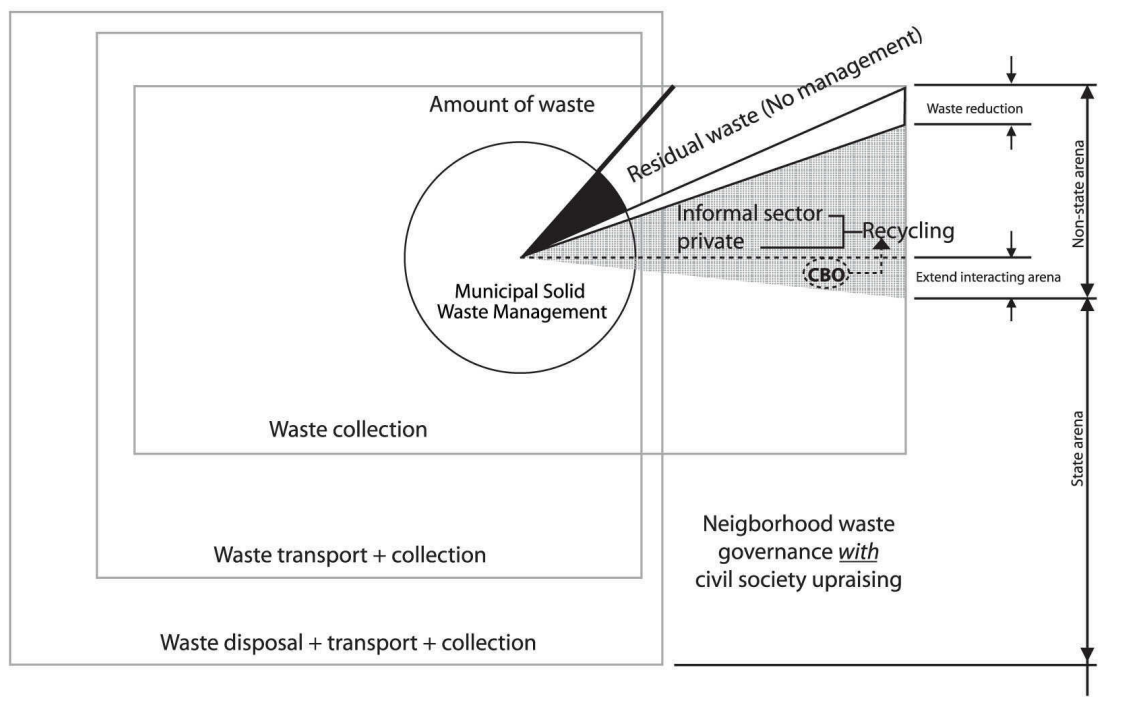 Amount of waste
Residual waste (No management)
Waste reduction
Non-state arena
Informal sector
private
Recycling
CBO
Extend interacting arena
Municipal Solid
Waste Management
Waste collection
State arena
Neigborhood waste
governance with
civil society upraising
Waste transport + collection
Waste disposal + transport + collection